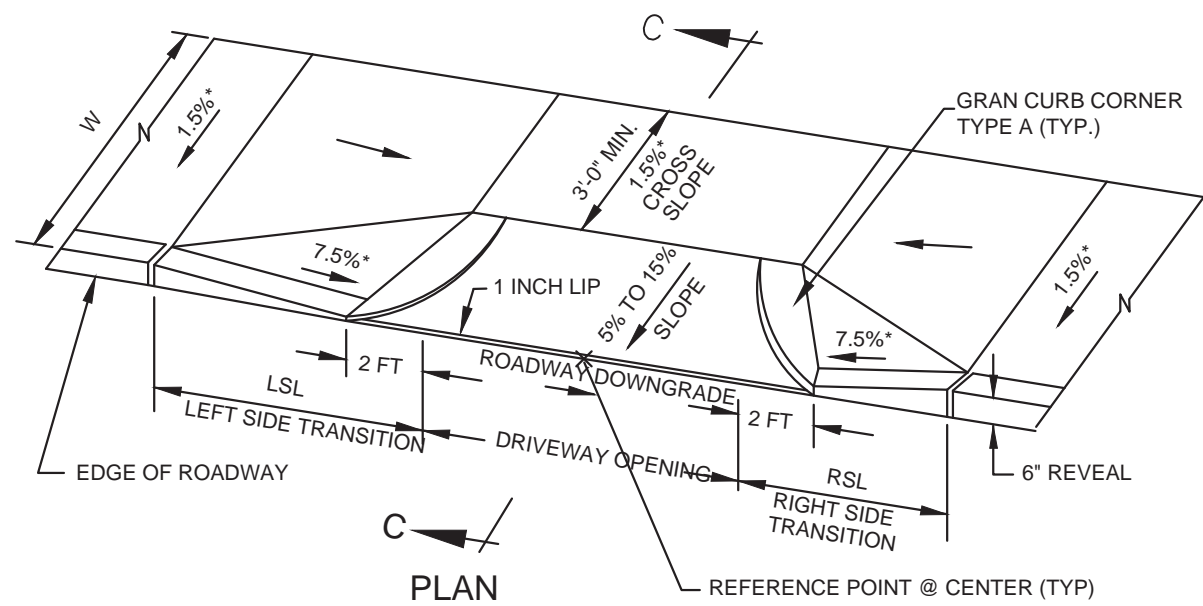 C
GRAN CURB CORNER
TYPE A (TYP.)
W
1.5%*
3'-0" MIN.
1.5%*
CROSS
SLOPE
7.5%*
1 INCH LIP
5% TO 15%
SLOPE
1.5%*
7.5%*
2 FT
ROADWAY DOWNGRADE
LSL
LEFT SIDE TRANSITION
2 FT
DRIVEWAY OPENING
EDGE OF ROADWAY
RSL
RIGHT SIDE
TRANSITION
6" REVEAL
C
PLAN
REFERENCE POINT @ CENTER (TYP)